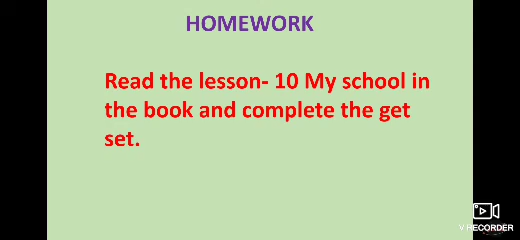 HOMEWORK
Read the lesson- 10 My school in
the book and complete the get
set.
V RECORDER